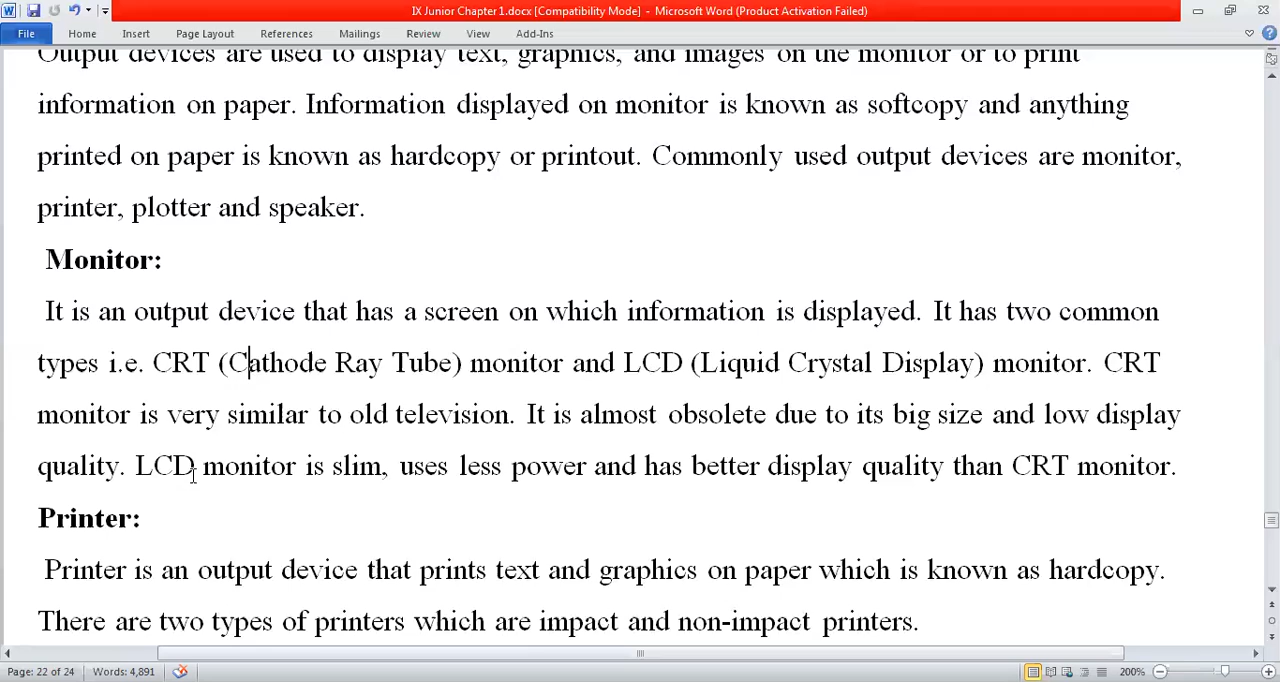 IX Junior Chapter 1.docx [Compatibility Mode] - Microsoft Word (Product Activation Failed)
File Home Insert Page Layout References Mailings Review View Add-Ins
Output devices are used to display text, graphics, and images on the monitor or to print
information on paper. Information displayed on monitor is known as softcopy and anything
printed on paper is known as hardcopy or printout. Commonly used output devices are monitor,
printer, plotter and speaker.
Monitor:
It is an output device that has a screen on which information is displayed. It has two common
types i.e. CRT (Cathode Ray Tube) monitor and LCD (Liquid Crystal Display) monitor. CRT
monitor is very similar to old television. It is almost obsolete due to its big size and low display
quality. LCD monitor is slim, uses less power and has better display quality than CRT monitor.
Printer:
Printer is an output device that prints text and graphics on paper which is known as hardcopy.
There are two types of printers which are impact and non-impact printers.
Page: 22 of 24 Words: 4,891 200%